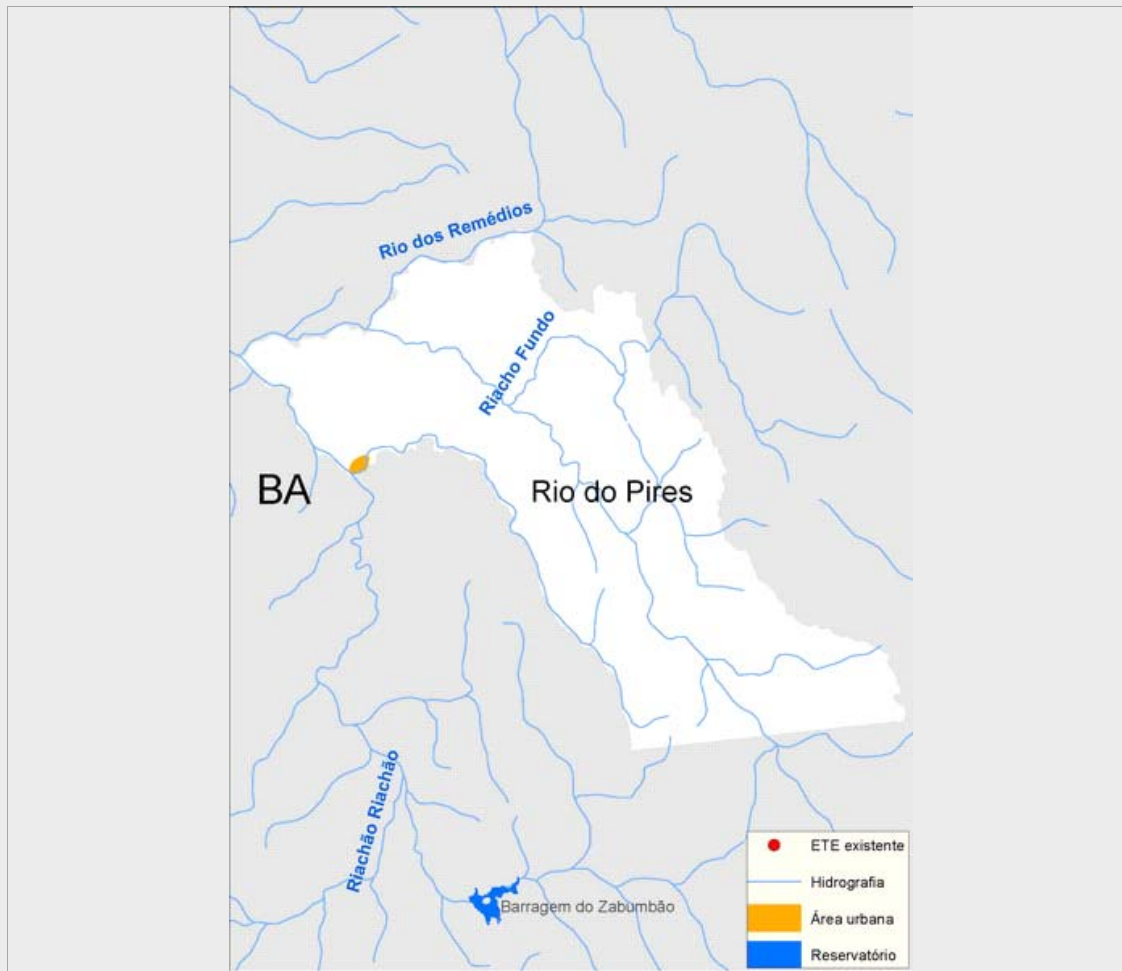 Rio dos Remédios
Riacho Fundo
BA
Rio do Pires
Riachão Riachão
Barragem do Zabumbão
ETE existente
Hidrografia
Área urbana
Reservatório